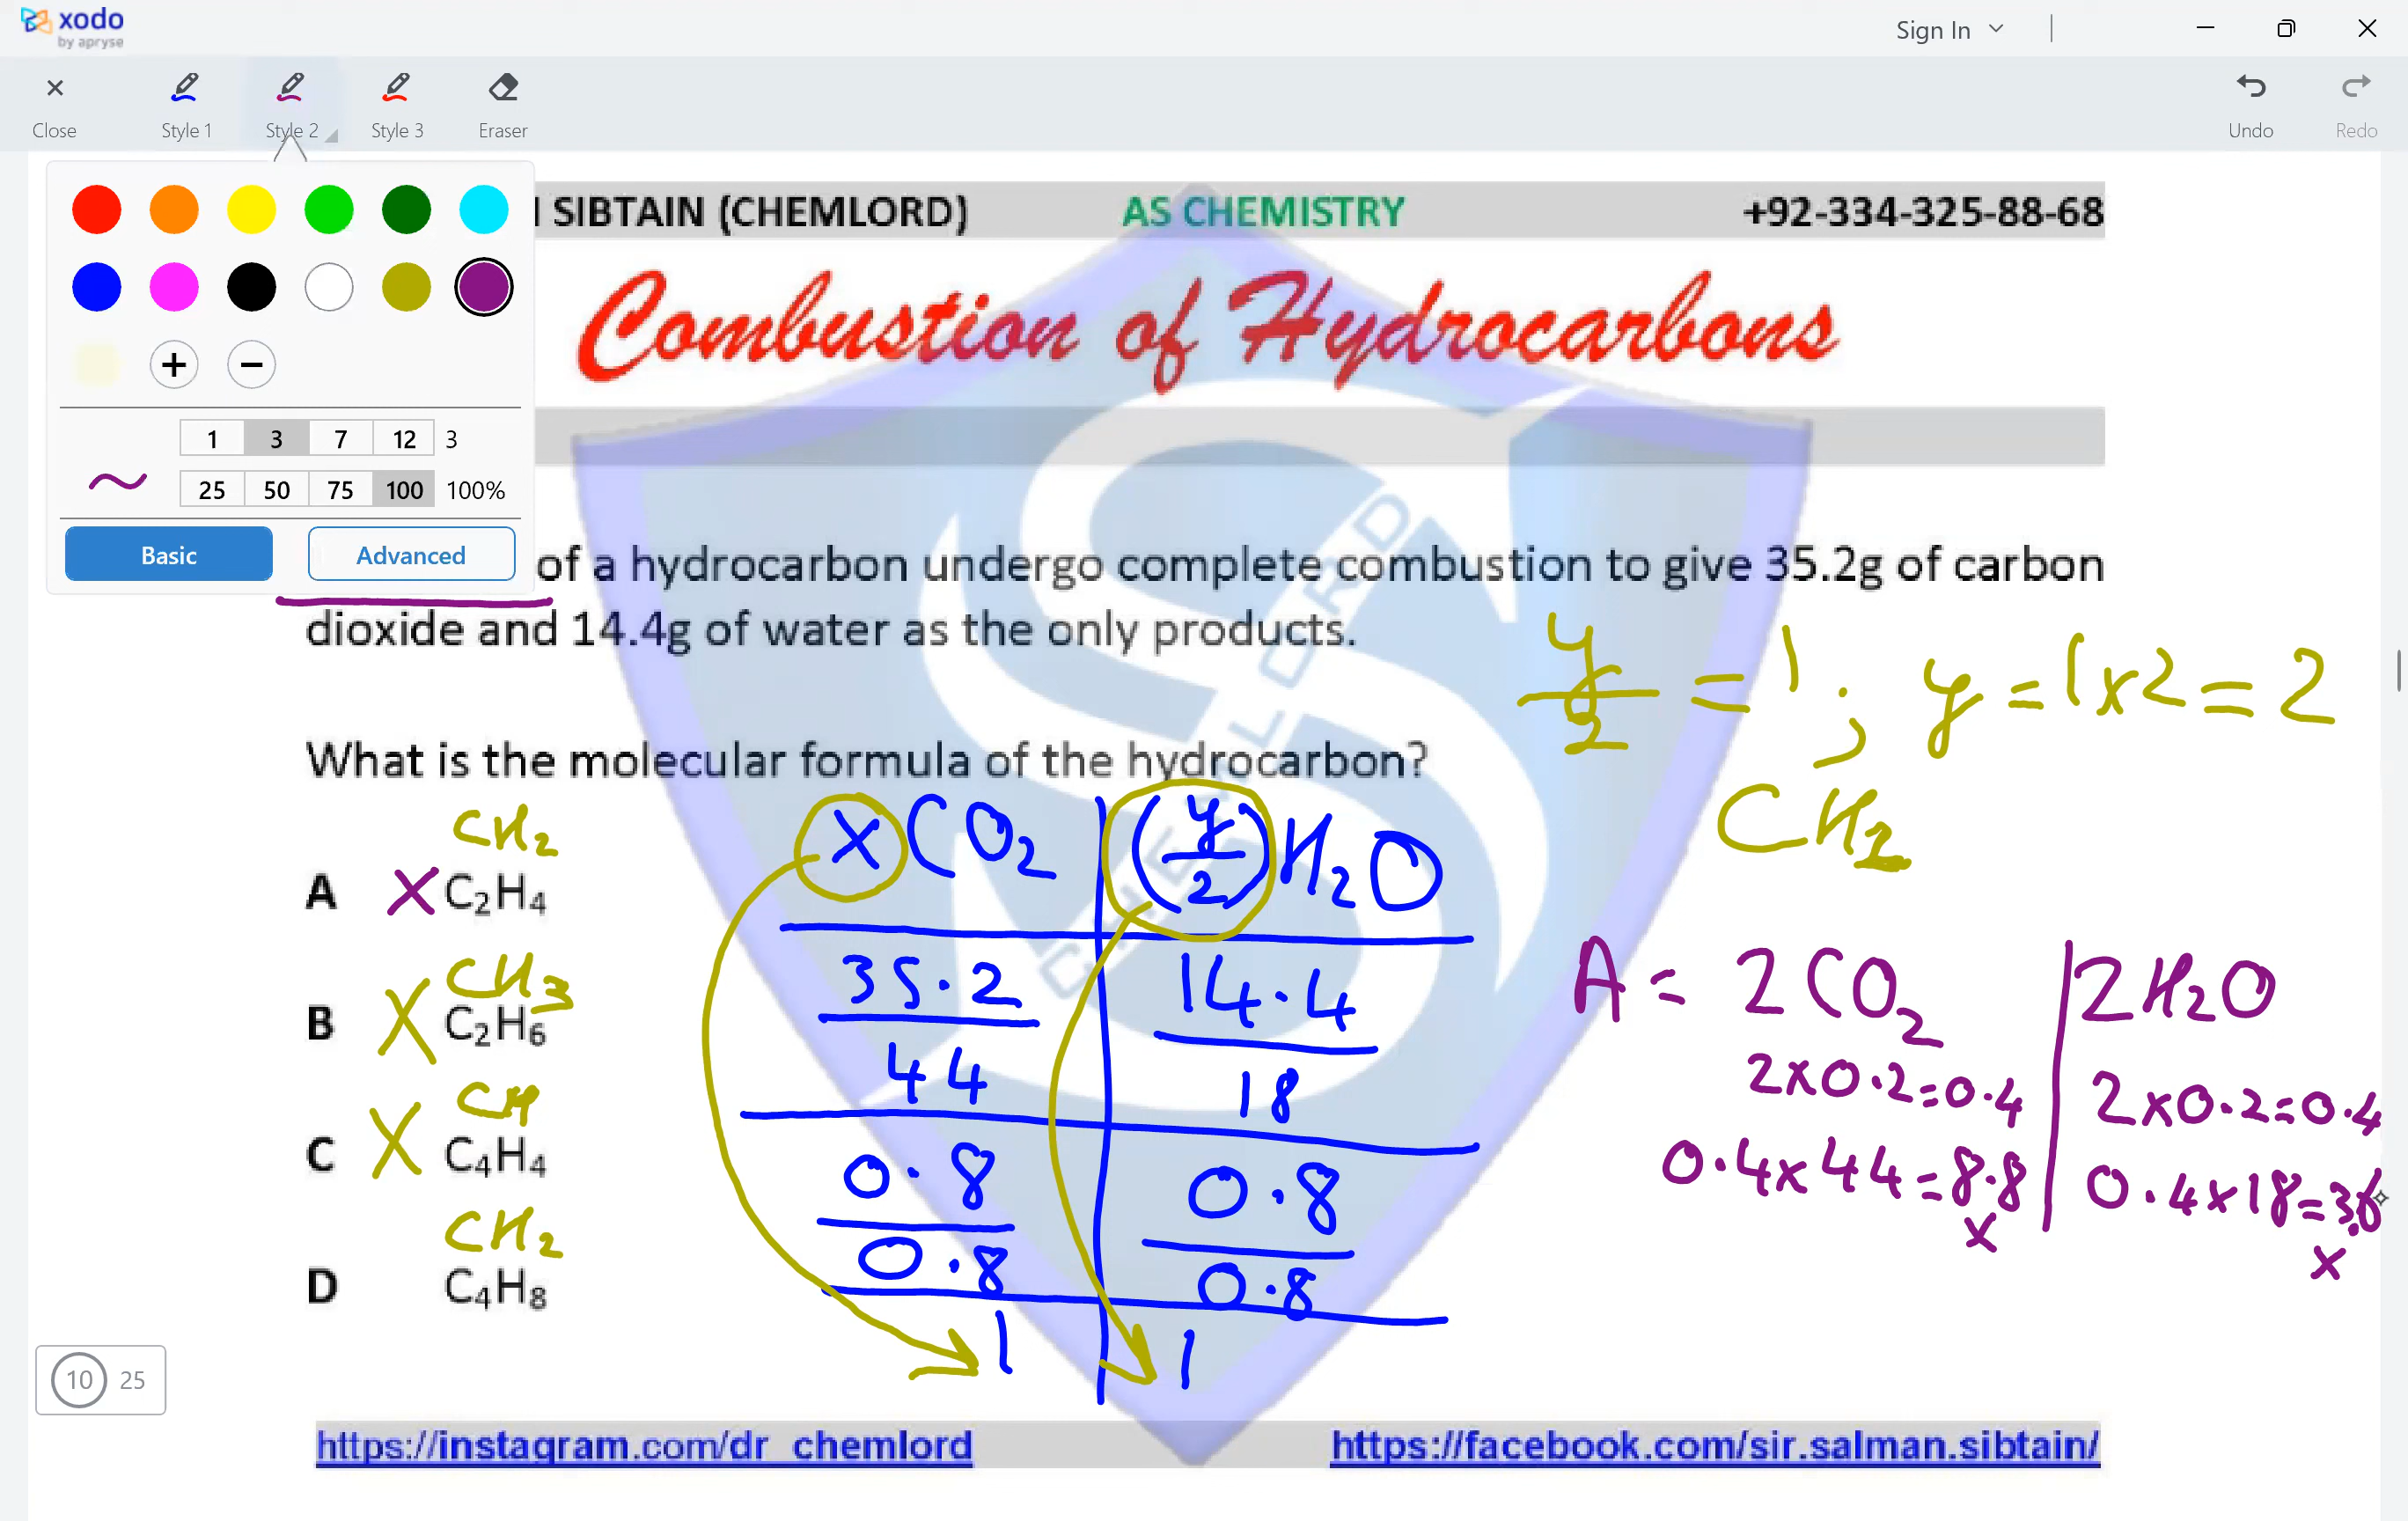 xodo
by apryse
Sign In
Close
Style 1
Style 2
Style 3
Eraser
Undo
Redo
1 3 7 12 3
25 50 75 100 100%
Basic
Advanced
SIBTAIN (CHEMLORD) AS CHEMISTRY +92-334-325-88-68
Combustion of Hydrocarbons
of a hydrocarbon undergo complete combustion to give 35.2g of carbon
dioxide and 14.4g of water as the only products.
y/2 = 1 ; y = 1x2 = 2
What is the molecular formula of the hydrocarbon?
CH2
CH2
A X C2H4
CH3
B X C2H6
CH
C X C4H4
CH2
D C4H8
XCO2 (y/2)H2O
35.2 14.4
44 18
0.8 0.8
0.8 0.8
1 1
A = 2CO2 2H2O
2x0.2=0.4 2x0.2=0.4
0.4x44=8.8 0.4x18=3.6
x x
CHEMLORD
10 25
https://instagram.com/dr_chemlord https://facebook.com/sir.salman.sibtain/